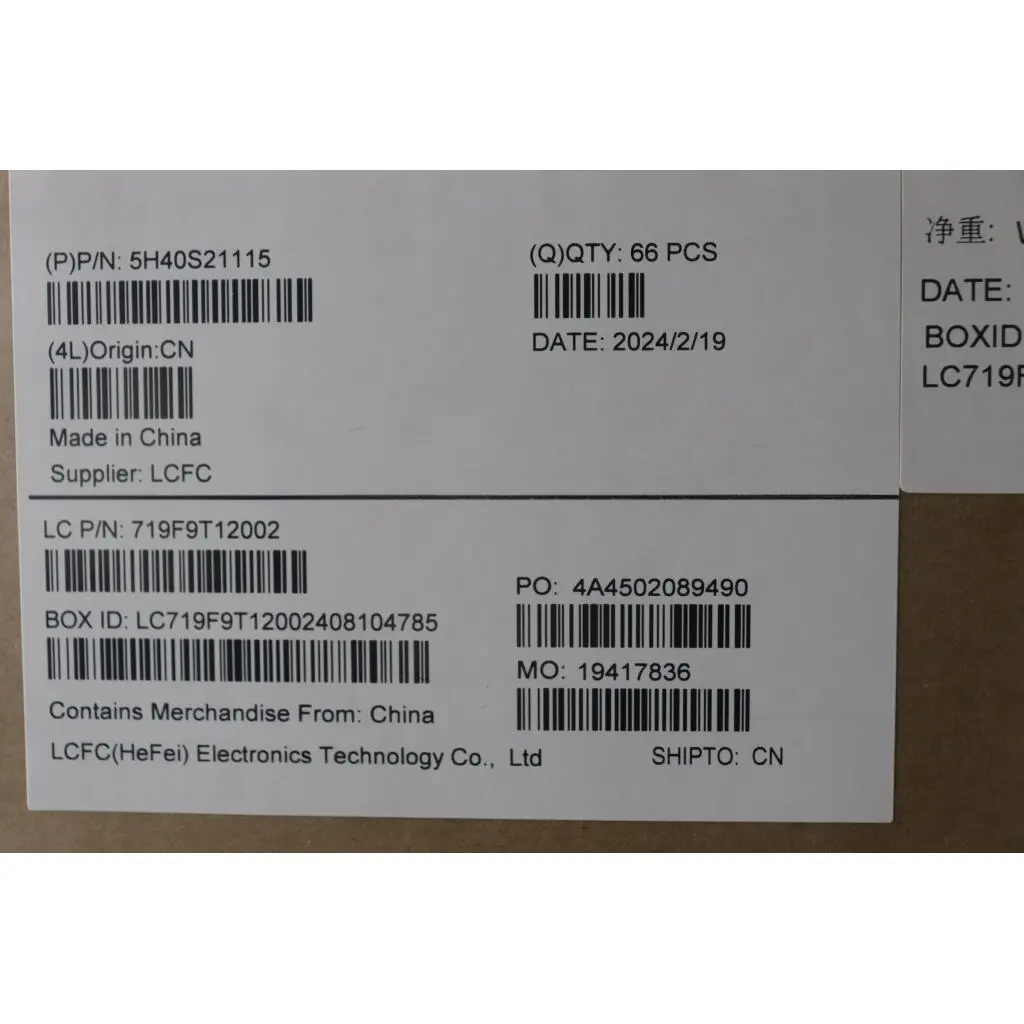 (P)P/N: 5H40S21115
(Q)QTY: 66 PCS
(4L)Origin:CN
DATE: 2024/2/19
Made in China
Supplier: LCFC
LC P/N: 719F9T12002
PO: 4A4502089490
BOX ID: LC719F9T12002408104785
MO: 19417836
Contains Merchandise From: China
LCFC(HeFei) Electronics Technology Co., Ltd
SHIPTO: CN
净重:
DATE:
BOXID
LC719F